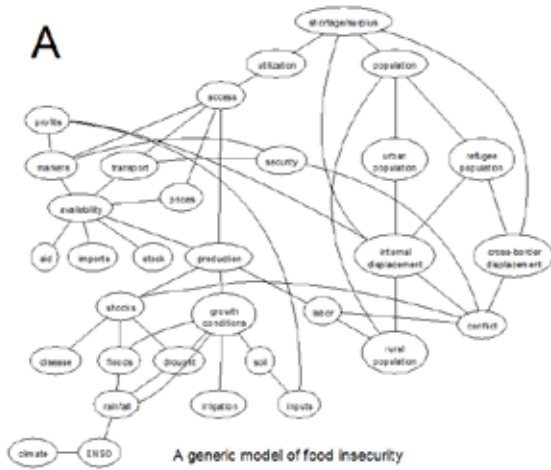 A
shortage/surplus
utilization
population
access
profits
markets
transport
security
urban
population
refugee
population
prices
availability
aid
imports
stock
production
internal
displacement
cross-border
displacement
shocks
growth
conditions
labor
conflict
disease
floods
drought
soil
rural
population
rainfall
irrigation
inputs
climate
ENSO
A generic model of food insecurity